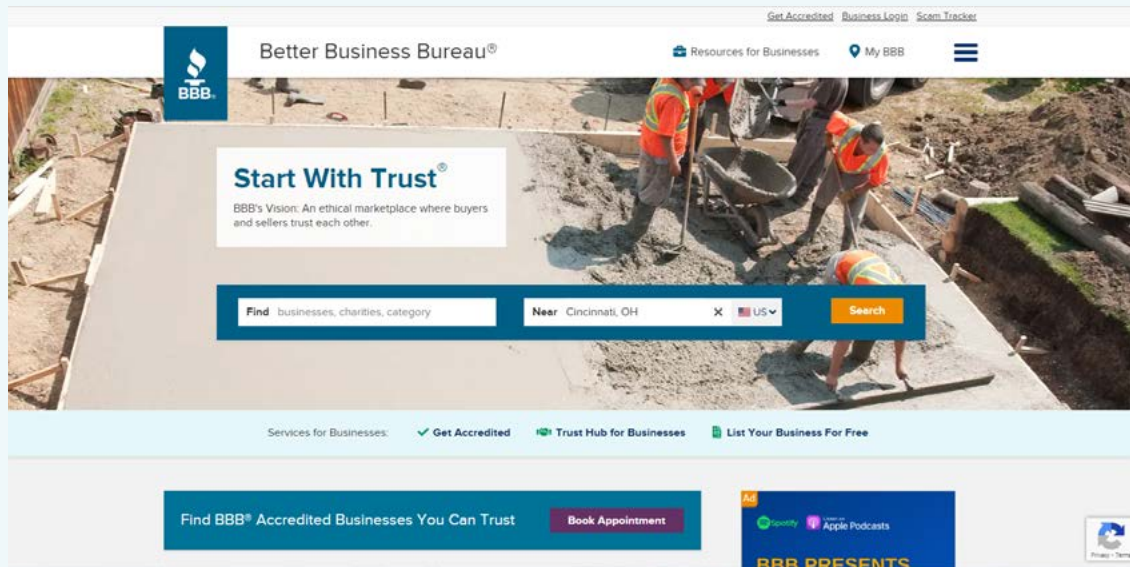 Get Accredited Business Login Scam Tracker
BBB®
Better Business Bureau®
Resources for Businesses
My BBB
Start With Trust®
BBB's Vision: An ethical marketplace where buyers
and sellers trust each other.
Find businesses, charities, category
Near Cincinnati, OH
X
US
Search
Services for Businesses: Get Accredited Trust Hub for Businesses List Your Business For Free
Find BBB® Accredited Businesses You Can Trust
Book Appointment
Ad
Spotify
Apple Podcasts
BBB PRESENTS